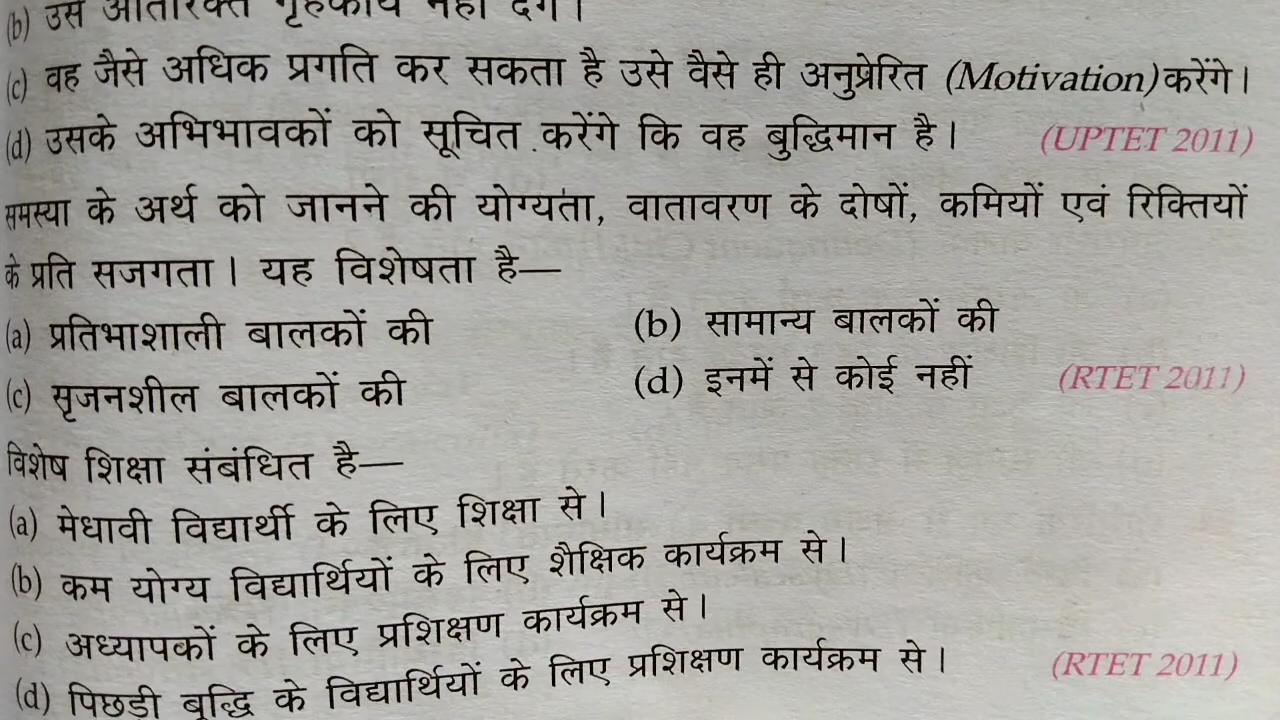 (b) उसे अतिरिक्त गृहकार्य नहीं देंगे।
(c) वह जैसे अधिक प्रगति कर सकता है उसे वैसे ही अनुप्रेरित (Motivation) करेंगे।
(d) उसके अभिभावकों को सूचित करेंगे कि वह बुद्धिमान है। (UPTET 2011)
समस्या के अर्थ को जानने की योग्यता, वातावरण के दोषों, कमियों एवं रिक्तियों
के प्रति सजगता। यह विशेषता है—
(a) प्रतिभाशाली बालकों की (b) सामान्य बालकों की
(c) सृजनशील बालकों की (d) इनमें से कोई नहीं (RTET 2011)
विशेष शिक्षा संबंधित है—
(a) मेधावी विद्यार्थी के लिए शिक्षा से।
(b) कम योग्य विद्यार्थियों के लिए शैक्षिक कार्यक्रम से।
(c) अध्यापकों के लिए प्रशिक्षण कार्यक्रम से।
(d) पिछडी बुद्धि के विद्यार्थियों के लिए प्रशिक्षण कार्यक्रम से। (RTET 2011)